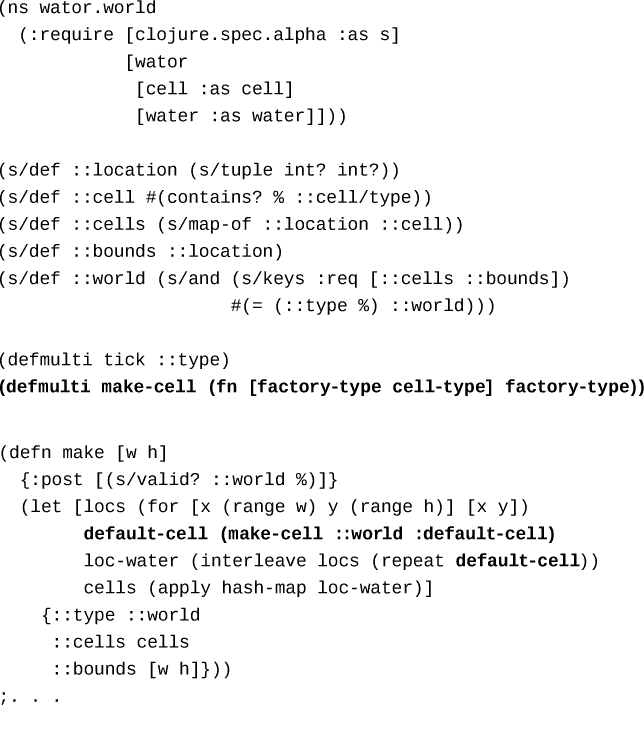 (ns wator.world
  (:require [clojure.spec.alpha :as s]
            [wator
             [cell :as cell]
             [water :as water]]))

(s/def ::location (s/tuple int? int?))
(s/def ::cell #(contains? % ::cell/type))
(s/def ::cells (s/map-of ::location ::cell))
(s/def ::bounds ::location)
(s/def ::world (s/and (s/keys :req [::cells ::bounds])
                      #(= (::type %) ::world)))

(defmulti tick ::type)
(defmulti make-cell (fn [factory-type cell-type] factory-type))

(defn make [w h]
  {:post [(s/valid? ::world %)]}
  (let [locs (for [x (range w) y (range h)] [x y])
        default-cell (make-cell ::world :default-cell)
        loc-water (interleave locs (repeat default-cell))
        cells (apply hash-map loc-water)]
    {::type ::world
     ::cells cells
     ::bounds [w h]}))
;. . .